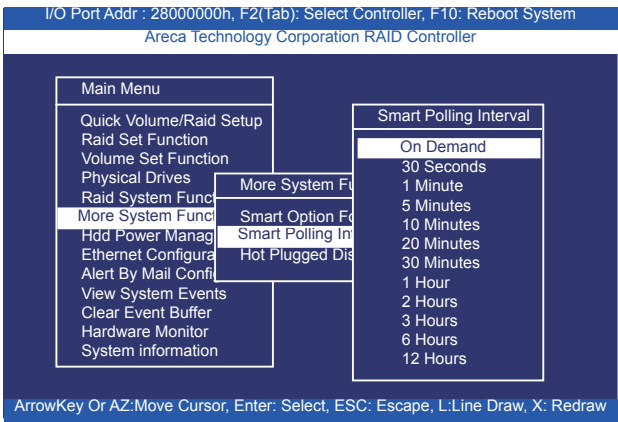 I/O Port Addr : 28000000h, F2(Tab): Select Controller, F10: Reboot System
Areca Technology Corporation RAID Controller
Main Menu
Quick Volume/Raid Setup
Raid Set Function
Volume Set Function
Physical Drives
Raid System Funct
More System Funct
Hdd Power Manag
Ethernet Configura
Alert By Mail Confi
View System Events
Clear Event Buffer
Hardware Monitor
System information
More System Fu
Smart Option Fo
Smart Polling In
Hot Plugged Dis
Smart Polling Interval
On Demand
30 Seconds
1 Minute
5 Minutes
10 Minutes
20 Minutes
30 Minutes
1 Hour
2 Hours
3 Hours
6 Hours
12 Hours
ArrowKey Or AZ:Move Cursor, Enter: Select, ESC: Escape, L:Line Draw, X: Redraw